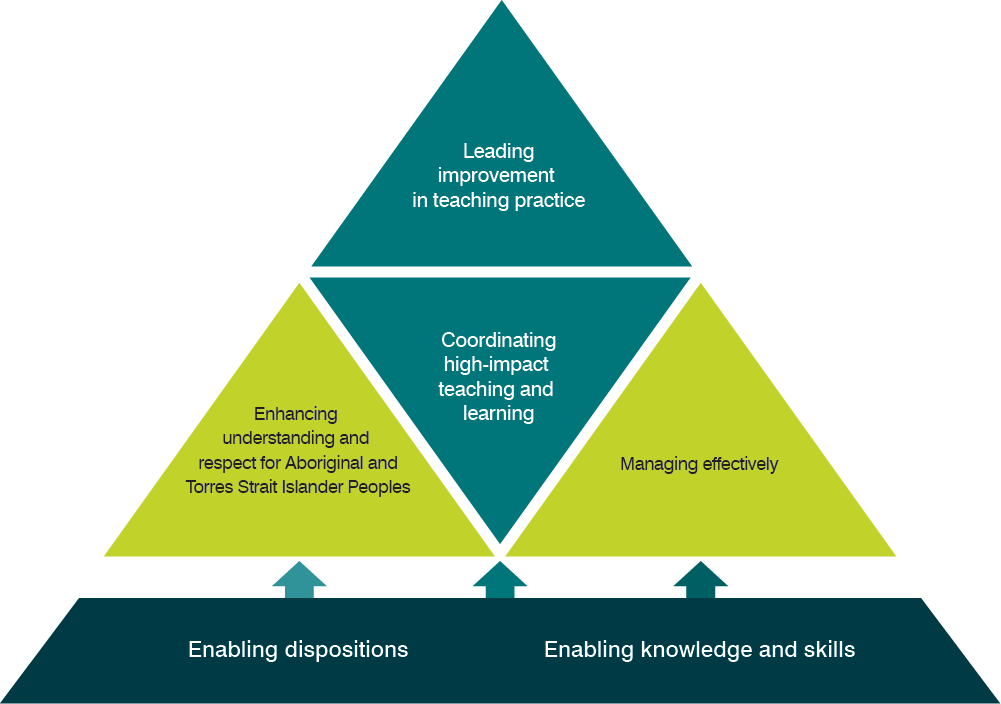 Leading
improvement
in teaching practice
Coordinating
high-impact
teaching and
learning
Enhancing
understanding and
respect for Aboriginal and
Torres Strait Islander Peoples
Managing effectively
Enabling dispositions
Enabling knowledge and skills